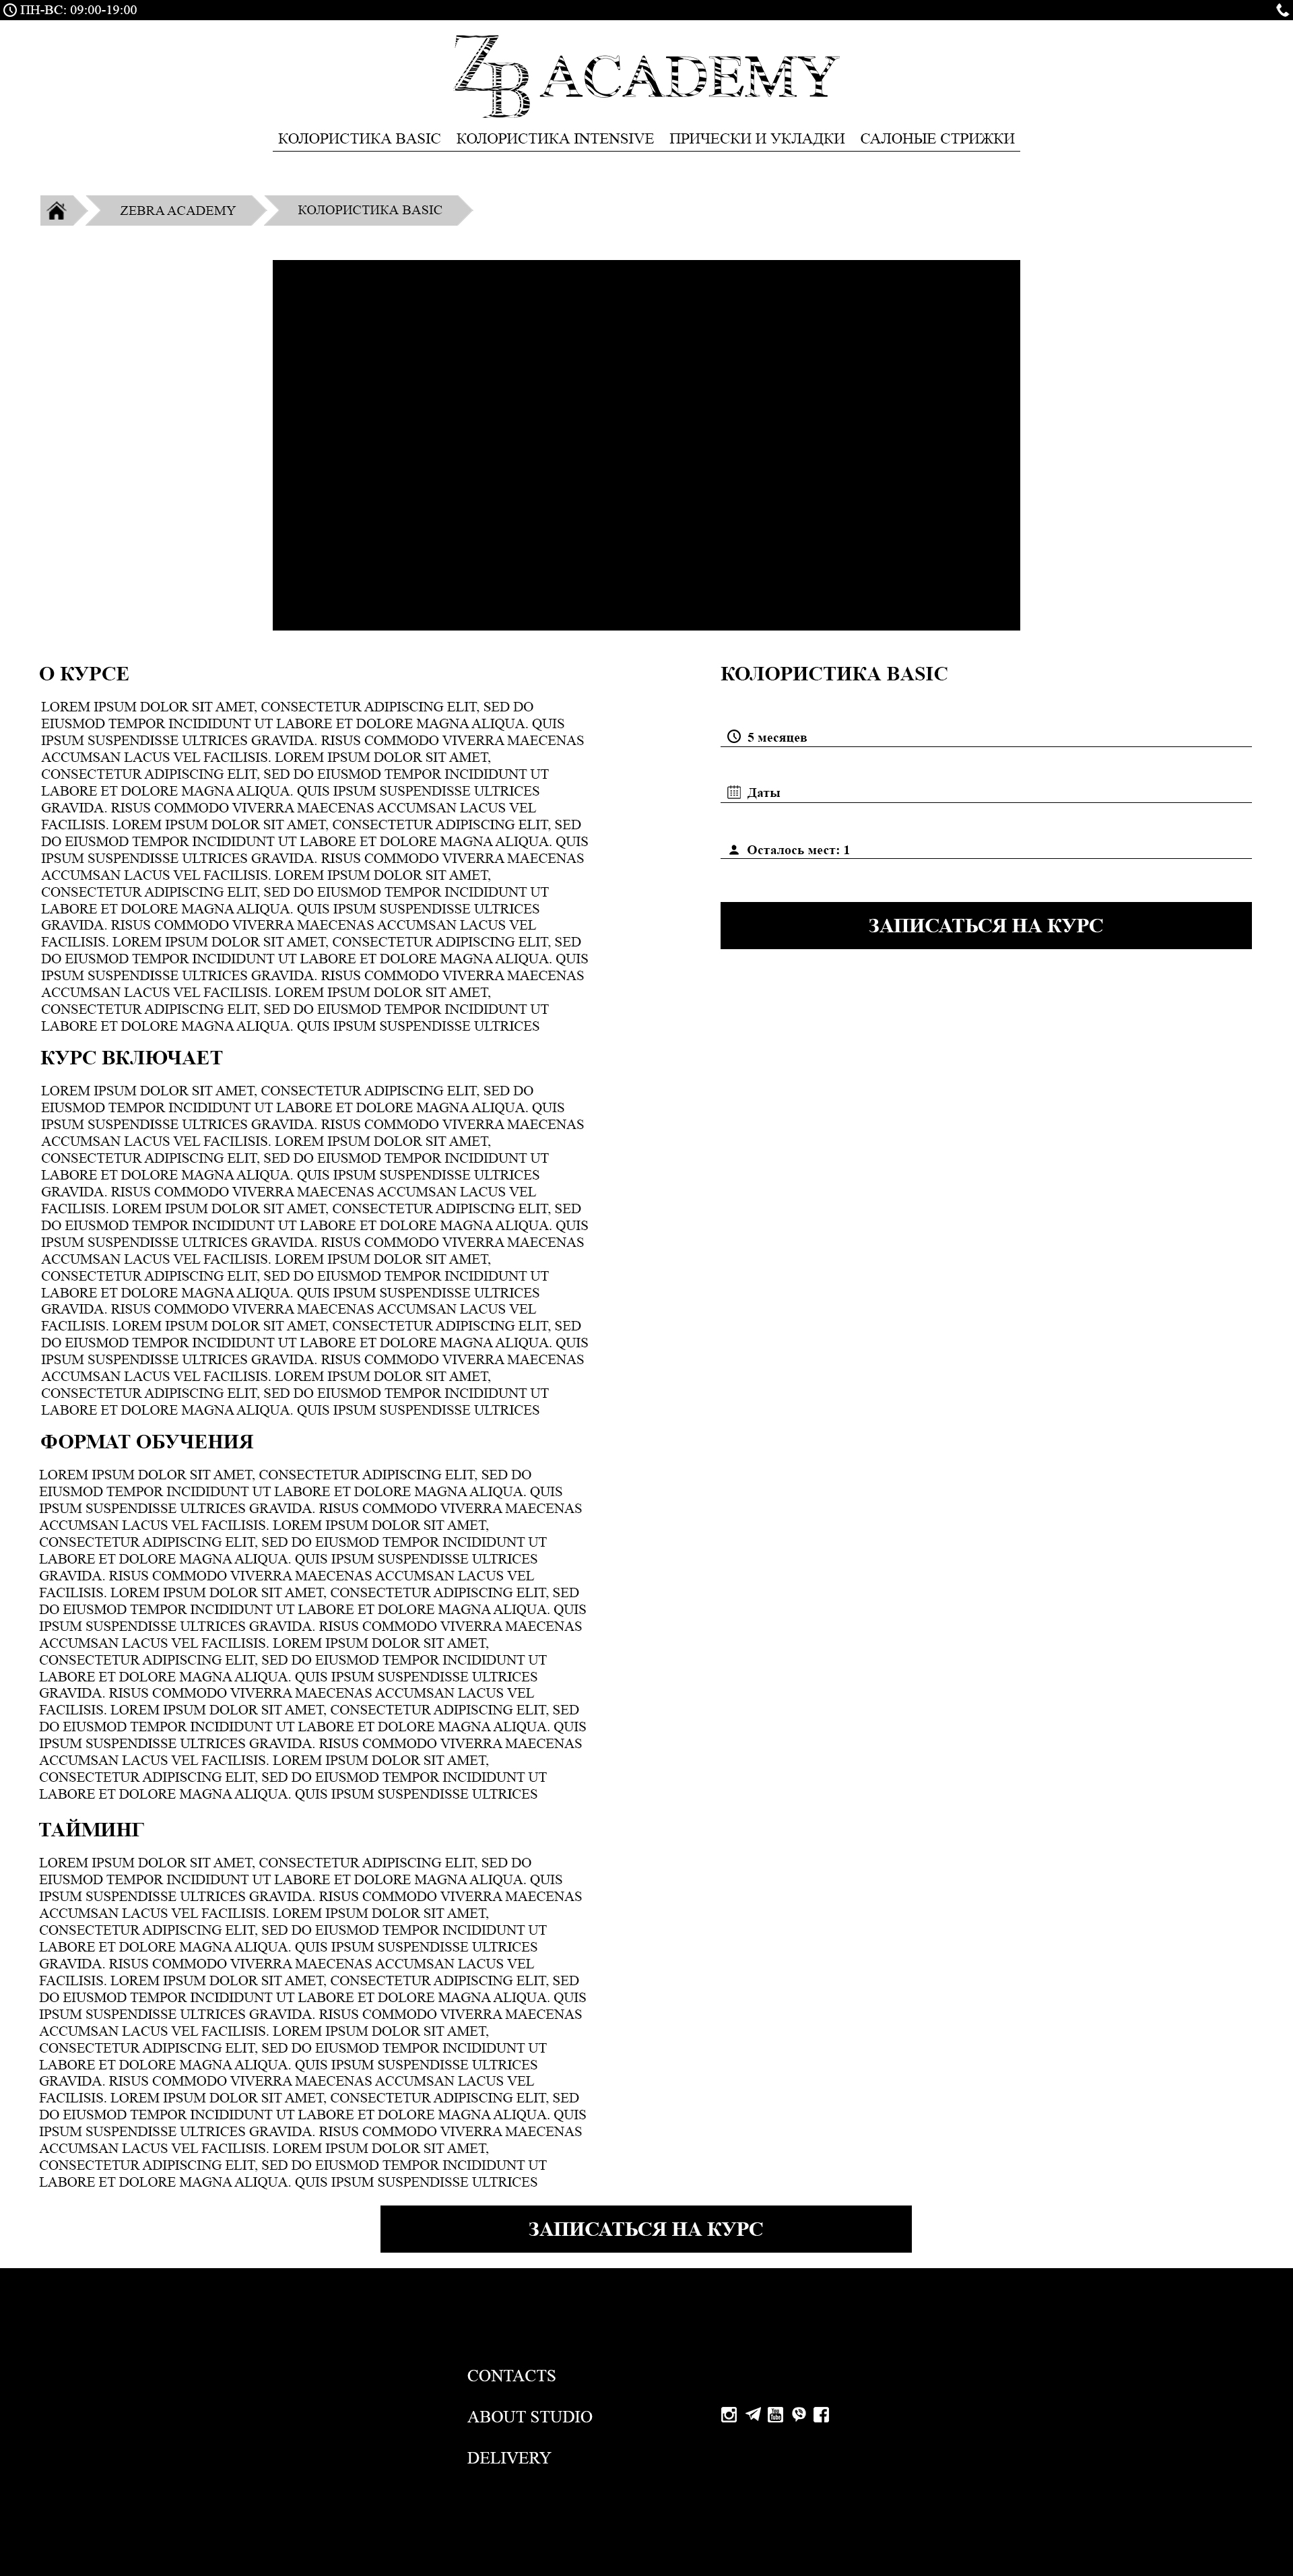 ПН-ВС: 09:00-19:00
ZB ACADEMY
КОЛОРИСТИКА BASIC КОЛОРИСТИКА INTENSIVE ПРИЧЕСКИ И УКЛАДКИ САЛОНЫЕ СТРИЖКИ
ZEBRA ACADEMY КОЛОРИСТИКА BASIC
О КУРСЕ
LOREM IPSUM DOLOR SIT AMET, CONSECTETUR ADIPISCING ELIT, SED DO
EIUSMOD TEMPOR INCIDIDUNT UT LABORE ET DOLORE MAGNA ALIQUA. QUIS
IPSUM SUSPENDISSE ULTRICES GRAVIDA. RISUS COMMODO VIVERRA MAECENAS
ACCUMSAN LACUS VEL FACILISIS. LOREM IPSUM DOLOR SIT AMET,
CONSECTETUR ADIPISCING ELIT, SED DO EIUSMOD TEMPOR INCIDIDUNT UT
LABORE ET DOLORE MAGNA ALIQUA. QUIS IPSUM SUSPENDISSE ULTRICES
GRAVIDA. RISUS COMMODO VIVERRA MAECENAS ACCUMSAN LACUS VEL
FACILISIS. LOREM IPSUM DOLOR SIT AMET, CONSECTETUR ADIPISCING ELIT, SED
DO EIUSMOD TEMPOR INCIDIDUNT UT LABORE ET DOLORE MAGNA ALIQUA. QUIS
IPSUM SUSPENDISSE ULTRICES GRAVIDA. RISUS COMMODO VIVERRA MAECENAS
ACCUMSAN LACUS VEL FACILISIS. LOREM IPSUM DOLOR SIT AMET,
CONSECTETUR ADIPISCING ELIT, SED DO EIUSMOD TEMPOR INCIDIDUNT UT
LABORE ET DOLORE MAGNA ALIQUA. QUIS IPSUM SUSPENDISSE ULTRICES
GRAVIDA. RISUS COMMODO VIVERRA MAECENAS ACCUMSAN LACUS VEL
FACILISIS. LOREM IPSUM DOLOR SIT AMET, CONSECTETUR ADIPISCING ELIT, SED
DO EIUSMOD TEMPOR INCIDIDUNT UT LABORE ET DOLORE MAGNA ALIQUA. QUIS
IPSUM SUSPENDISSE ULTRICES GRAVIDA. RISUS COMMODO VIVERRA MAECENAS
ACCUMSAN LACUS VEL FACILISIS. LOREM IPSUM DOLOR SIT AMET,
CONSECTETUR ADIPISCING ELIT, SED DO EIUSMOD TEMPOR INCIDIDUNT UT
LABORE ET DOLORE MAGNA ALIQUA. QUIS IPSUM SUSPENDISSE ULTRICES
КУРС ВКЛЮЧАЕТ
LOREM IPSUM DOLOR SIT AMET, CONSECTETUR ADIPISCING ELIT, SED DO
EIUSMOD TEMPOR INCIDIDUNT UT LABORE ET DOLORE MAGNA ALIQUA. QUIS
IPSUM SUSPENDISSE ULTRICES GRAVIDA. RISUS COMMODO VIVERRA MAECENAS
ACCUMSAN LACUS VEL FACILISIS. LOREM IPSUM DOLOR SIT AMET,
CONSECTETUR ADIPISCING ELIT, SED DO EIUSMOD TEMPOR INCIDIDUNT UT
LABORE ET DOLORE MAGNA ALIQUA. QUIS IPSUM SUSPENDISSE ULTRICES
GRAVIDA. RISUS COMMODO VIVERRA MAECENAS ACCUMSAN LACUS VEL
FACILISIS. LOREM IPSUM DOLOR SIT AMET, CONSECTETUR ADIPISCING ELIT, SED
DO EIUSMOD TEMPOR INCIDIDUNT UT LABORE ET DOLORE MAGNA ALIQUA. QUIS
IPSUM SUSPENDISSE ULTRICES GRAVIDA. RISUS COMMODO VIVERRA MAECENAS
ACCUMSAN LACUS VEL FACILISIS. LOREM IPSUM DOLOR SIT AMET,
CONSECTETUR ADIPISCING ELIT, SED DO EIUSMOD TEMPOR INCIDIDUNT UT
LABORE ET DOLORE MAGNA ALIQUA. QUIS IPSUM SUSPENDISSE ULTRICES
GRAVIDA. RISUS COMMODO VIVERRA MAECENAS ACCUMSAN LACUS VEL
FACILISIS. LOREM IPSUM DOLOR SIT AMET, CONSECTETUR ADIPISCING ELIT, SED
DO EIUSMOD TEMPOR INCIDIDUNT UT LABORE ET DOLORE MAGNA ALIQUA. QUIS
IPSUM SUSPENDISSE ULTRICES GRAVIDA. RISUS COMMODO VIVERRA MAECENAS
ACCUMSAN LACUS VEL FACILISIS. LOREM IPSUM DOLOR SIT AMET,
CONSECTETUR ADIPISCING ELIT, SED DO EIUSMOD TEMPOR INCIDIDUNT UT
LABORE ET DOLORE MAGNA ALIQUA. QUIS IPSUM SUSPENDISSE ULTRICES
ФОРМАТ ОБУЧЕНИЯ
LOREM IPSUM DOLOR SIT AMET, CONSECTETUR ADIPISCING ELIT, SED DO
EIUSMOD TEMPOR INCIDIDUNT UT LABORE ET DOLORE MAGNA ALIQUA. QUIS
IPSUM SUSPENDISSE ULTRICES GRAVIDA. RISUS COMMODO VIVERRA MAECENAS
ACCUMSAN LACUS VEL FACILISIS. LOREM IPSUM DOLOR SIT AMET,
CONSECTETUR ADIPISCING ELIT, SED DO EIUSMOD TEMPOR INCIDIDUNT UT
LABORE ET DOLORE MAGNA ALIQUA. QUIS IPSUM SUSPENDISSE ULTRICES
GRAVIDA. RISUS COMMODO VIVERRA MAECENAS ACCUMSAN LACUS VEL
FACILISIS. LOREM IPSUM DOLOR SIT AMET, CONSECTETUR ADIPISCING ELIT, SED
DO EIUSMOD TEMPOR INCIDIDUNT UT LABORE ET DOLORE MAGNA ALIQUA. QUIS
IPSUM SUSPENDISSE ULTRICES GRAVIDA. RISUS COMMODO VIVERRA MAECENAS
ACCUMSAN LACUS VEL FACILISIS. LOREM IPSUM DOLOR SIT AMET,
CONSECTETUR ADIPISCING ELIT, SED DO EIUSMOD TEMPOR INCIDIDUNT UT
LABORE ET DOLORE MAGNA ALIQUA. QUIS IPSUM SUSPENDISSE ULTRICES
GRAVIDA. RISUS COMMODO VIVERRA MAECENAS ACCUMSAN LACUS VEL
FACILISIS. LOREM IPSUM DOLOR SIT AMET, CONSECTETUR ADIPISCING ELIT, SED
DO EIUSMOD TEMPOR INCIDIDUNT UT LABORE ET DOLORE MAGNA ALIQUA. QUIS
IPSUM SUSPENDISSE ULTRICES GRAVIDA. RISUS COMMODO VIVERRA MAECENAS
ACCUMSAN LACUS VEL FACILISIS. LOREM IPSUM DOLOR SIT AMET,
CONSECTETUR ADIPISCING ELIT, SED DO EIUSMOD TEMPOR INCIDIDUNT UT
LABORE ET DOLORE MAGNA ALIQUA. QUIS IPSUM SUSPENDISSE ULTRICES
ТАЙМИНГ
LOREM IPSUM DOLOR SIT AMET, CONSECTETUR ADIPISCING ELIT, SED DO
EIUSMOD TEMPOR INCIDIDUNT UT LABORE ET DOLORE MAGNA ALIQUA. QUIS
IPSUM SUSPENDISSE ULTRICES GRAVIDA. RISUS COMMODO VIVERRA MAECENAS
ACCUMSAN LACUS VEL FACILISIS. LOREM IPSUM DOLOR SIT AMET,
CONSECTETUR ADIPISCING ELIT, SED DO EIUSMOD TEMPOR INCIDIDUNT UT
LABORE ET DOLORE MAGNA ALIQUA. QUIS IPSUM SUSPENDISSE ULTRICES
GRAVIDA. RISUS COMMODO VIVERRA MAECENAS ACCUMSAN LACUS VEL
FACILISIS. LOREM IPSUM DOLOR SIT AMET, CONSECTETUR ADIPISCING ELIT, SED
DO EIUSMOD TEMPOR INCIDIDUNT UT LABORE ET DOLORE MAGNA ALIQUA. QUIS
IPSUM SUSPENDISSE ULTRICES GRAVIDA. RISUS COMMODO VIVERRA MAECENAS
ACCUMSAN LACUS VEL FACILISIS. LOREM IPSUM DOLOR SIT AMET,
CONSECTETUR ADIPISCING ELIT, SED DO EIUSMOD TEMPOR INCIDIDUNT UT
LABORE ET DOLORE MAGNA ALIQUA. QUIS IPSUM SUSPENDISSE ULTRICES
GRAVIDA. RISUS COMMODO VIVERRA MAECENAS ACCUMSAN LACUS VEL
FACILISIS. LOREM IPSUM DOLOR SIT AMET, CONSECTETUR ADIPISCING ELIT, SED
DO EIUSMOD TEMPOR INCIDIDUNT UT LABORE ET DOLORE MAGNA ALIQUA. QUIS
IPSUM SUSPENDISSE ULTRICES GRAVIDA. RISUS COMMODO VIVERRA MAECENAS
ACCUMSAN LACUS VEL FACILISIS. LOREM IPSUM DOLOR SIT AMET,
CONSECTETUR ADIPISCING ELIT, SED DO EIUSMOD TEMPOR INCIDIDUNT UT
LABORE ET DOLORE MAGNA ALIQUA. QUIS IPSUM SUSPENDISSE ULTRICES
КОЛОРИСТИКА BASIC
5 месяцев
Даты
Осталось мест: 1
ЗАПИСАТЬСЯ НА КУРС
ЗАПИСАТЬСЯ НА КУРС
CONTACTS
ABOUT STUDIO
DELIVERY
You
Tube